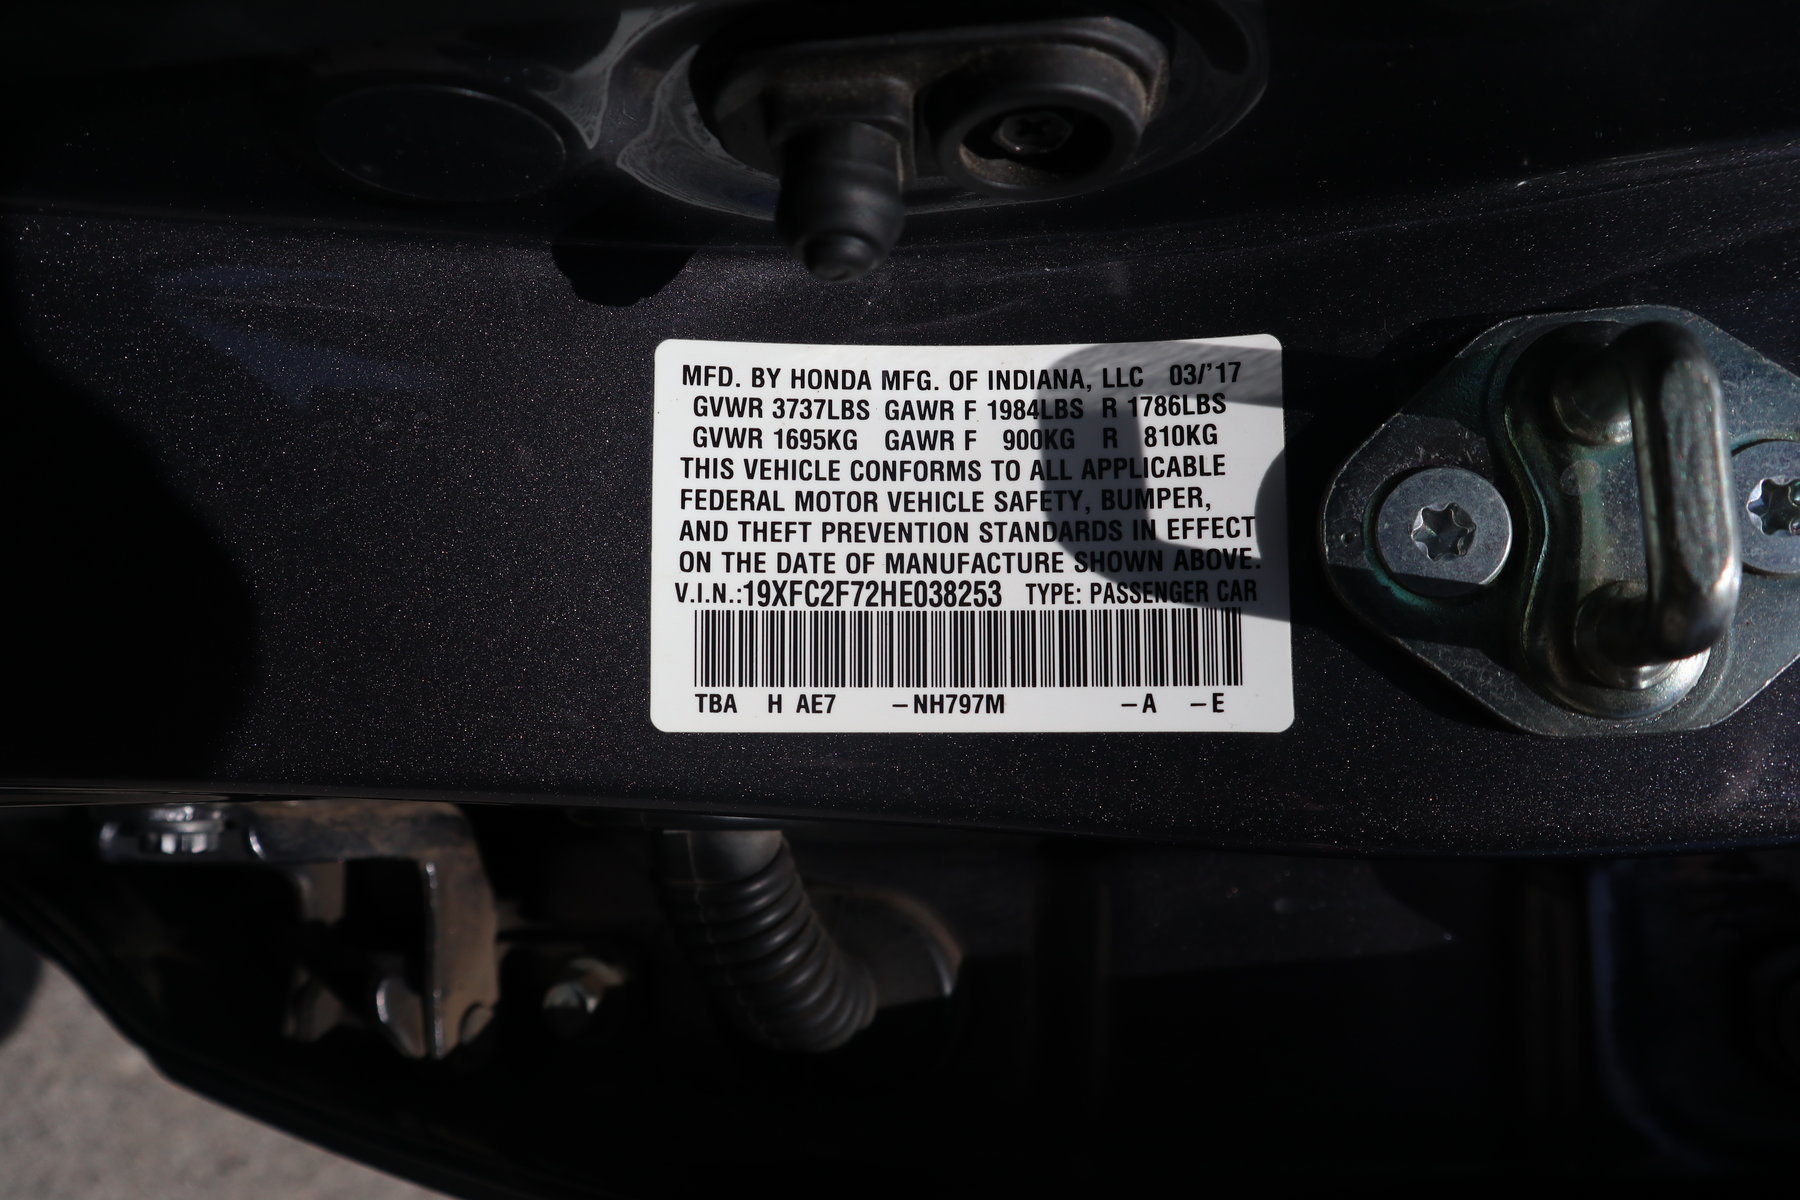 MFD. BY HONDA MFG. OF INDIANA, LLC 03/'17
GVWR 3737LBS GAWR F 1984LBS R 1786LBS
GVWR 1695KG GAWR F 900KG R 810KG
THIS VEHICLE CONFORMS TO ALL APPLICABLE
FEDERAL MOTOR VEHICLE SAFETY, BUMPER,
AND THEFT PREVENTION STANDARDS IN EFFECT
ON THE DATE OF MANUFACTURE SHOWN ABOVE.
V.I.N.:19XFC2F72HE038253 TYPE: PASSENGER CAR
TBA H AE7 –NH797M –A –E